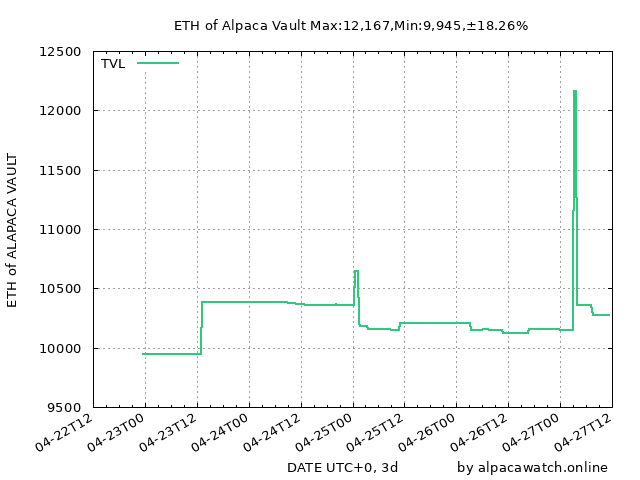 ETH of Alpaca Vault Max:12,167,Min:9,945,±18.26%
TVL
12500
12000
11500
11000
10500
10000
9500
ETH of ALAPACA VAULT
04-22T12
04-23T00
04-23T12
04-24T00
04-24T12
04-25T00
04-25T12
04-26T00
04-26T12
04-27T00
04-27T12
DATE UTC+0, 3d
by alpacawatch.online